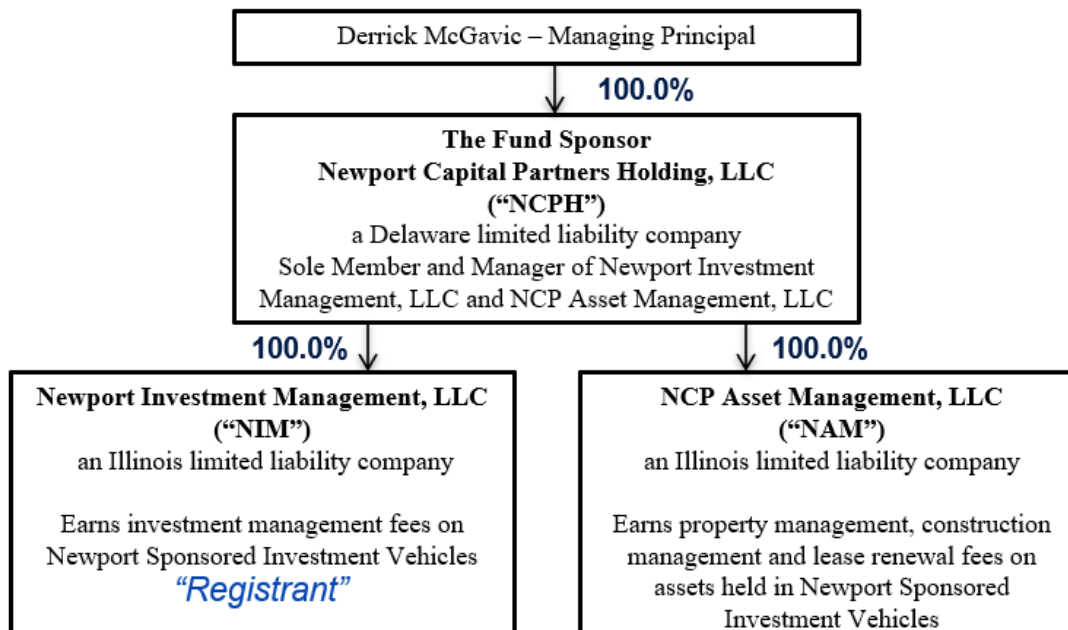 Derrick McGavic – Managing Principal
100.0%
The Fund Sponsor
Newport Capital Partners Holding, LLC
(“NCPH”)
a Delaware limited liability company
Sole Member and Manager of Newport Investment
Management, LLC and NCP Asset Management, LLC
100.0%
100.0%
Newport Investment Management, LLC
(“NIM”)
an Illinois limited liability company
Earns investment management fees on
Newport Sponsored Investment Vehicles
“Registrant”
NCP Asset Management, LLC
(“NAM”)
an Illinois limited liability company
Earns property management, construction
management and lease renewal fees on
assets held in Newport Sponsored
Investment Vehicles